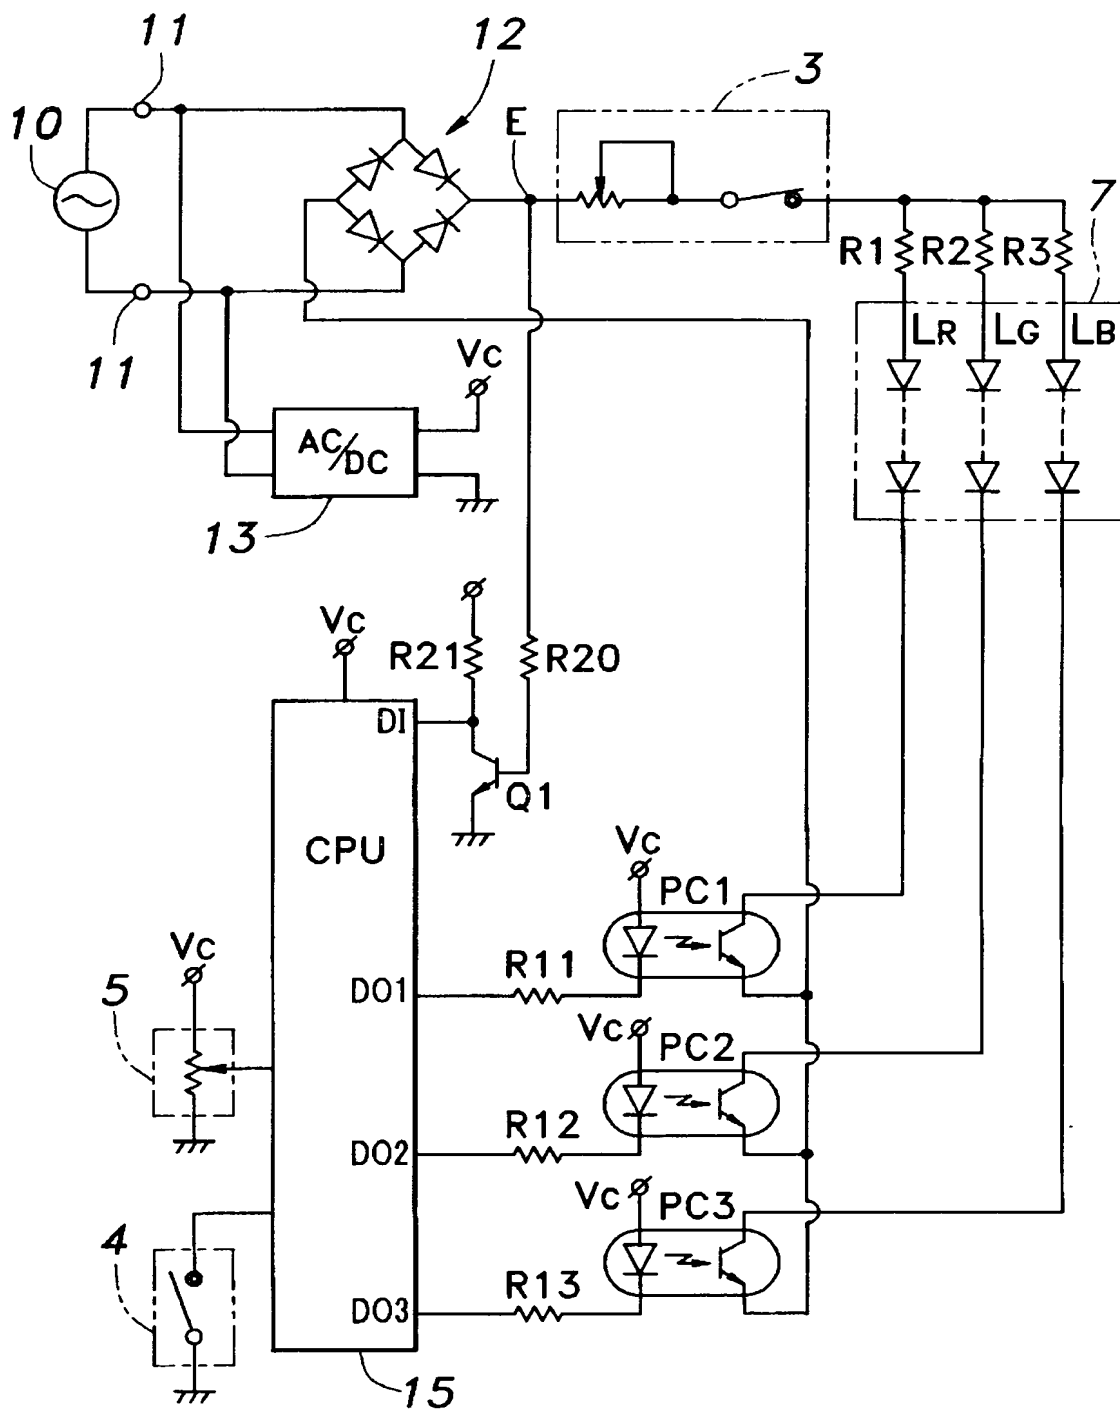 11
12
3
10
E
7
R1
R2
R3
LR
LG
LB
11
VC
AC/DC
13
VC
R21
R20
DI
Q1
CPU
VC
PC1
VC
R11
5
DO1
VC
PC2
R12
DO2
VC
PC3
4
R13
DO3
15